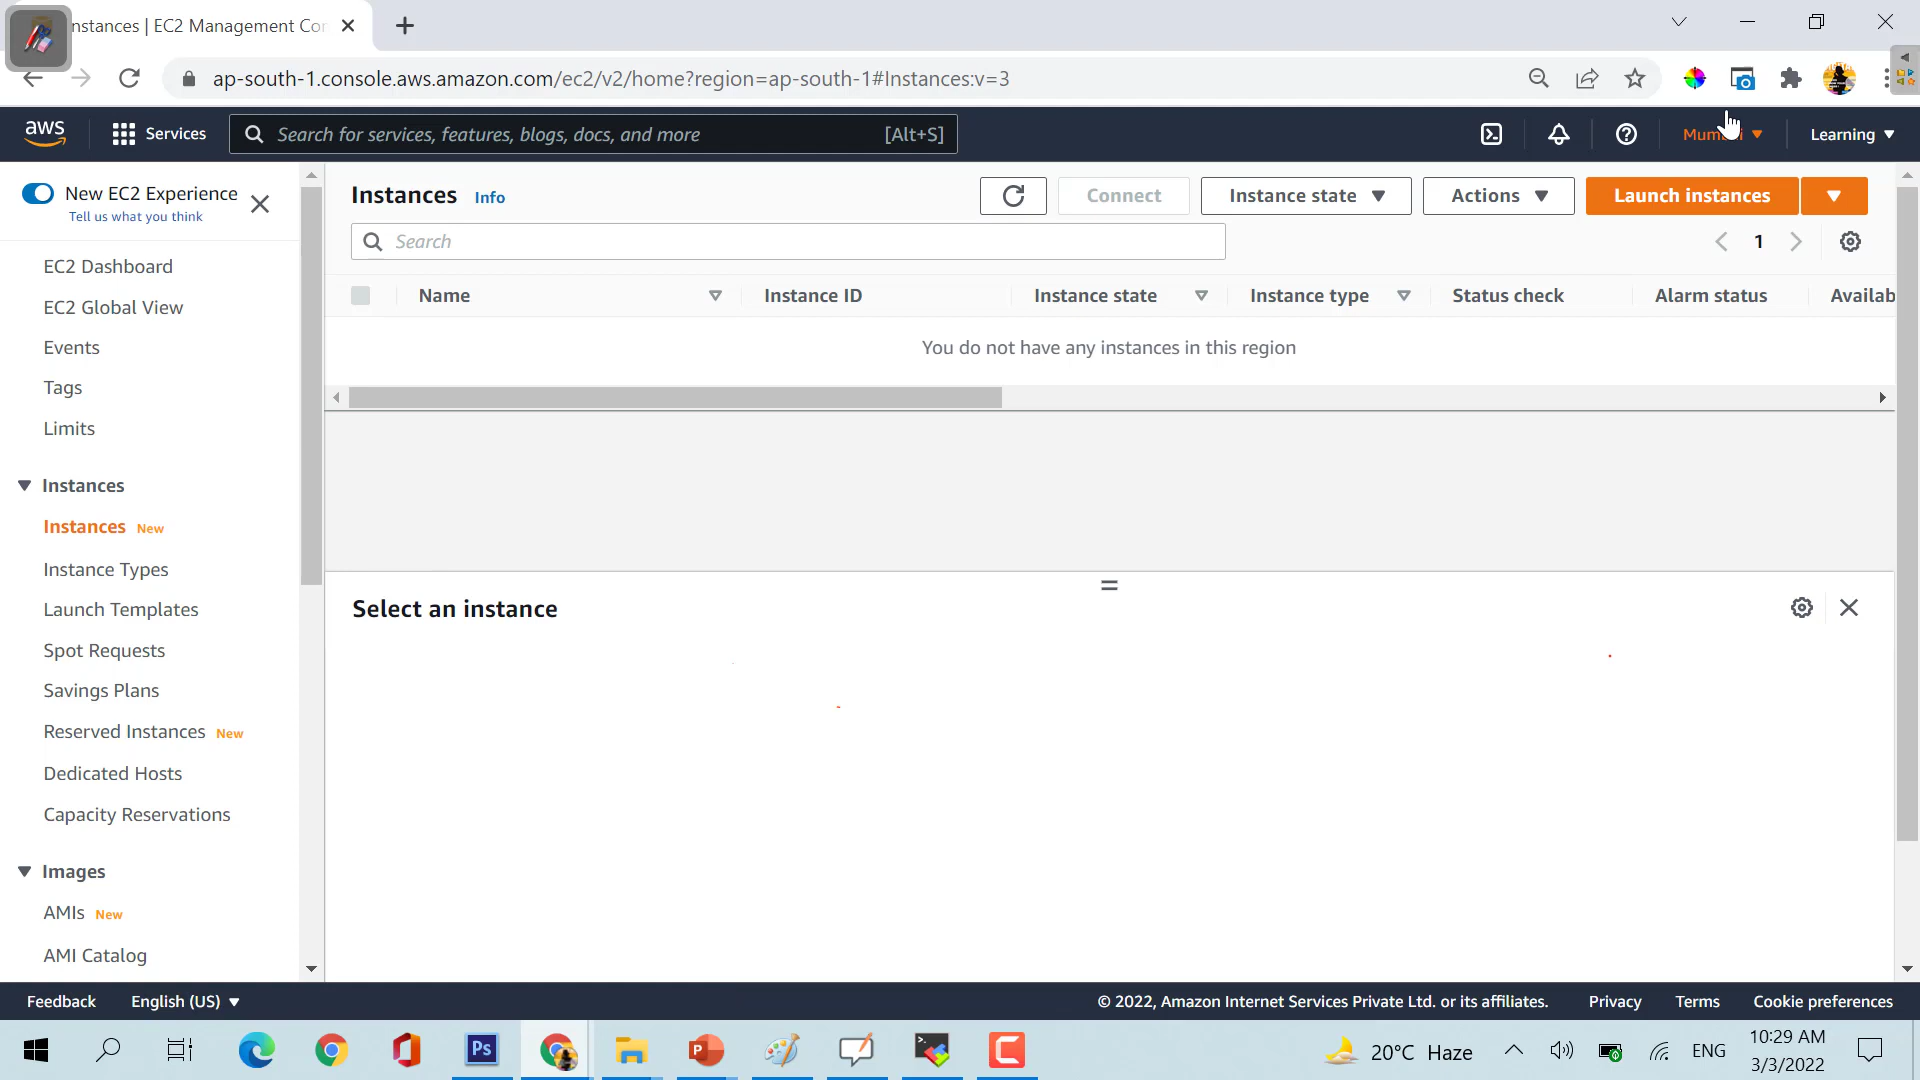 nstances | EC2 Management Con
ap-south-1.console.aws.amazon.com/ec2/v2/home?region=ap-south-1#Instances:v=3
aws
Services
Search for services, features, blogs, docs, and more
[Alt+S]
Learning
New EC2 Experience
Tell us what you think
EC2 Dashboard
EC2 Global View
Events
Tags
Limits
Instances
Instances New
Instance Types
Launch Templates
Spot Requests
Savings Plans
Reserved Instances New
Dedicated Hosts
Capacity Reservations
Images
AMIs New
AMI Catalog
Instances Info
Connect
Instance state
Actions
Launch instances
Search
1
Name
Instance ID
Instance state
Instance type
Status check
Alarm status
Availab
You do not have any instances in this region
Select an instance
Feedback
English (US)
© 2022, Amazon Internet Services Private Ltd. or its affiliates.
Privacy
Terms
Cookie preferences
Ps
20°C Haze
ENG
10:29 AM
3/3/2022